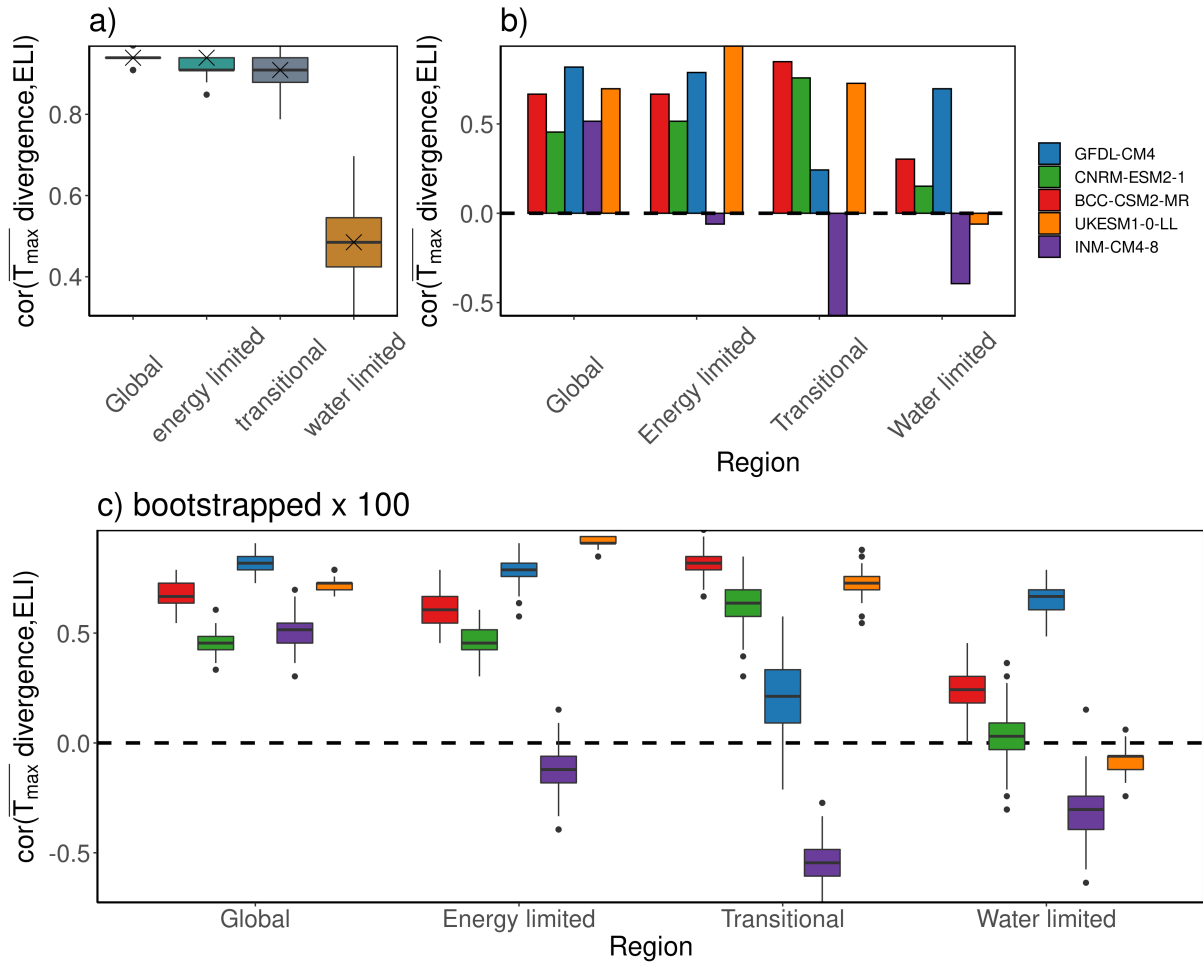 a)
cor(T̅m̅a̅x̅ divergence,ELI)
0.8
0.6
0.4
Global
energy limited
transitional
water limited
b)
cor(T̅m̅a̅x̅ divergence,ELI)
0.5
0.0
-0.5
Global
Energy limited
Transitional
Water limited
Region
GFDL-CM4
CNRM-ESM2-1
BCC-CSM2-MR
UKESM1-0-LL
INM-CM4-8
c) bootstrapped x 100
cor(T̅m̅a̅x̅ divergence,ELI)
0.5
0.0
-0.5
Global
Energy limited
Transitional
Water limited
Region